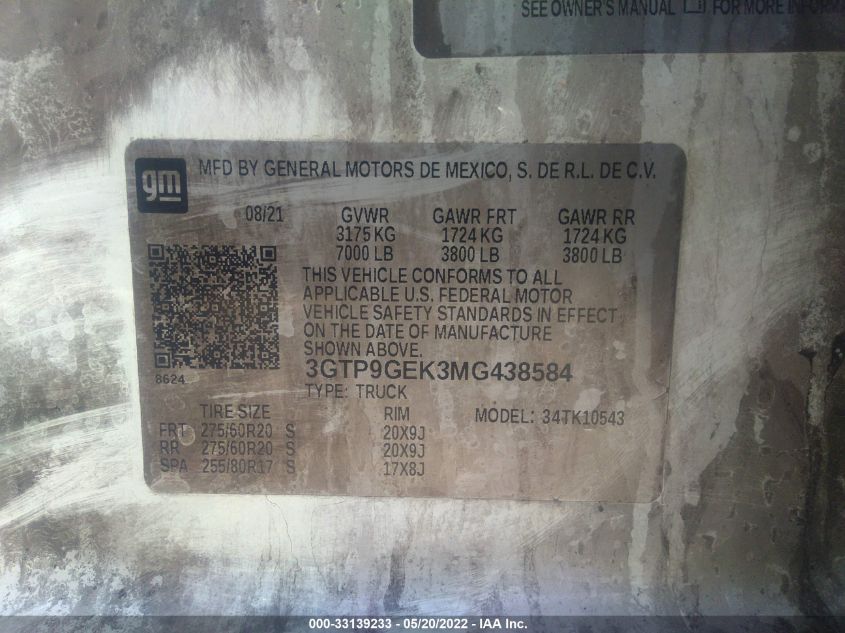 SEE OWNER'S MANUAL FOR MORE INFORM
gm
MFD BY GENERAL MOTORS DE MEXICO, S. DE R.L. DE C.V.
08/21 GVWR GAWR FRT GAWR RR
3175 KG 1724 KG 1724 KG
7000 LB 3800 LB 3800 LB
THIS VEHICLE CONFORMS TO ALL
APPLICABLE U.S. FEDERAL MOTOR
VEHICLE SAFETY STANDARDS IN EFFECT
ON THE DATE OF MANUFACTURE
SHOWN ABOVE.
3GTP9GEK3MG438584
8624
TYPE: TRUCK
TIRE SIZE RIM MODEL: 34TK10543
FRT 275/60R20 S 20X9J
RR 275/60R20 S 20X9J
SPA 255/80R17 S 17X8J
000-33139233 - 05/20/2022 - IAA Inc.